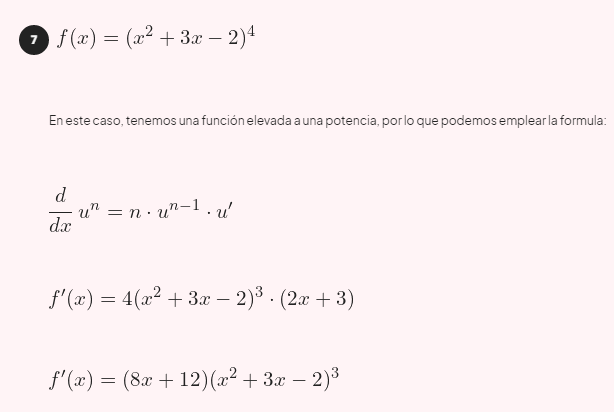 7 f(x) = (x² + 3x − 2)⁴
En este caso, tenemos una función elevada a una potencia, por lo que podemos emplear la formula:
d/dx uⁿ = n · uⁿ⁻¹ · u′
f′(x) = 4(x² + 3x − 2)³ · (2x + 3)
f′(x) = (8x + 12)(x² + 3x − 2)³